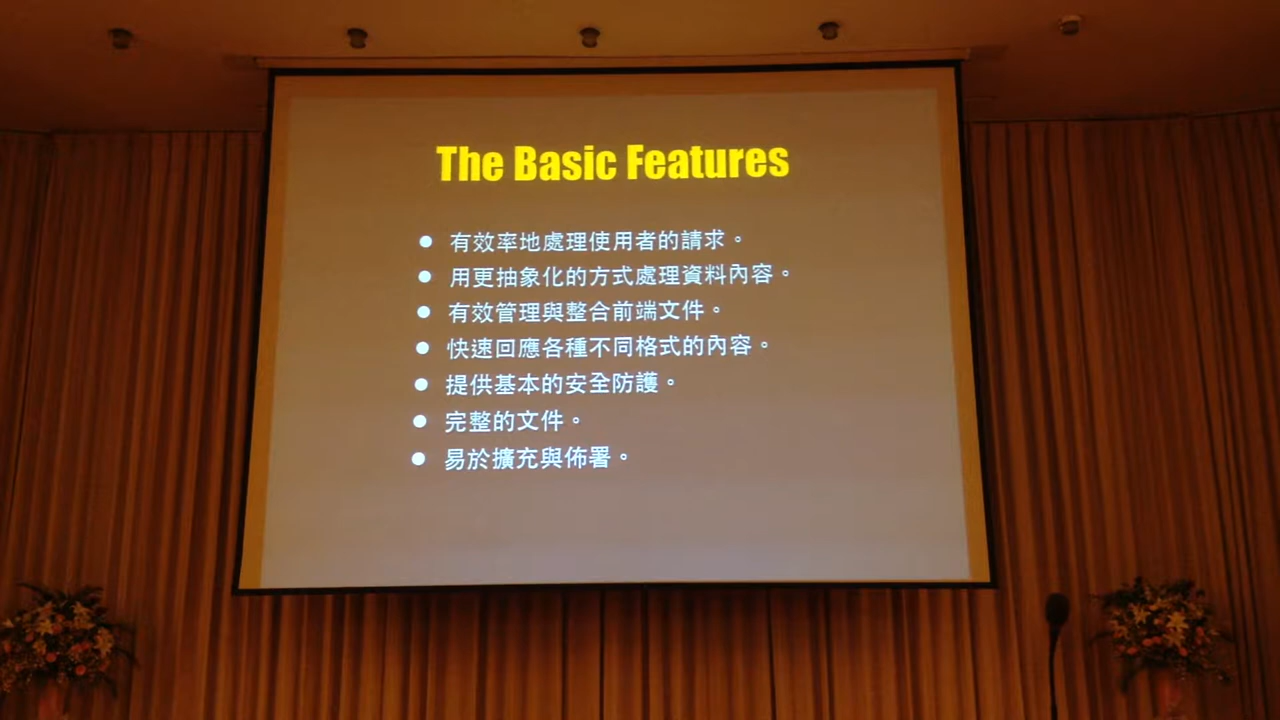 The Basic Features
● 有效率地處理使用者的請求。
● 用更抽象化的方式處理資料內容。
● 有效管理與整合前端文件。
● 快速回應各種不同格式的內容。
● 提供基本的安全防護。
● 完整的文件。
● 易於擴充與佈署。